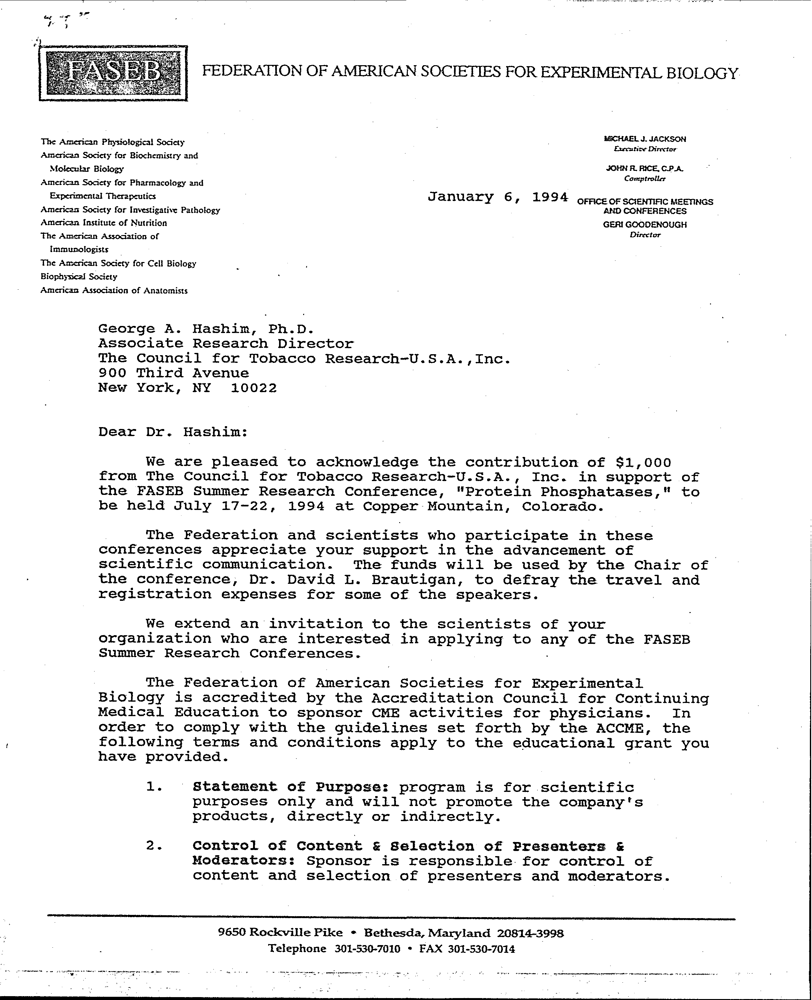 FASEB
FEDERATION OF AMERICAN SOCIETIES FOR EXPERIMENTAL BIOLOGY
The American Physiological Society
American Society for Biochemistry and
Molecular Biology
American Society for Pharmacology and
Experimental Therapeutics
American Society for Investigative Pathology
American Institute of Nutrition
The American Association of
Immunologists
The American Society for Cell Biology
Biophysical Society
American Association of Anatomists
MICHAEL J. JACKSON
Executive Director
JOHN R. RICE, C.P.A.
Comptroller
January 6, 1994
OFFICE OF SCIENTIFIC MEETINGS
AND CONFERENCES
GERI GOODENOUGH
Director
George A. Hashim, Ph.D.
Associate Research Director
The Council for Tobacco Research-U.S.A.,Inc.
900 Third Avenue
New York, NY 10022
Dear Dr. Hashim:
We are pleased to acknowledge the contribution of $1,000
from The Council for Tobacco Research-U.S.A., Inc. in support of
the FASEB Summer Research Conference, "Protein Phosphatases," to
be held July 17-22, 1994 at Copper Mountain, Colorado.
The Federation and scientists who participate in these
conferences appreciate your support in the advancement of
scientific communication. The funds will be used by the Chair of
the conference, Dr. David L. Brautigan, to defray the travel and
registration expenses for some of the speakers.
We extend an invitation to the scientists of your
organization who are interested in applying to any of the FASEB
Summer Research Conferences.
The Federation of American Societies for Experimental
Biology is accredited by the Accreditation Council for Continuing
Medical Education to sponsor CME activities for physicians. In
order to comply with the guidelines set forth by the ACCME, the
following terms and conditions apply to the educational grant you
have provided.
1. Statement of Purpose: program is for scientific
purposes only and will not promote the company's
products, directly or indirectly.
2. Control of Content & Selection of Presenters &
Moderators: Sponsor is responsible for control of
content and selection of presenters and moderators.
9650 Rockville Pike • Bethesda, Maryland 20814-3998
Telephone 301-530-7010 • FAX 301-530-7014